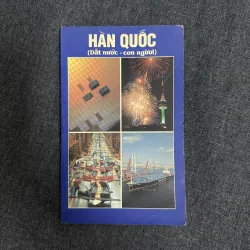 HÀN QUỐC
(Đất nước - con người)